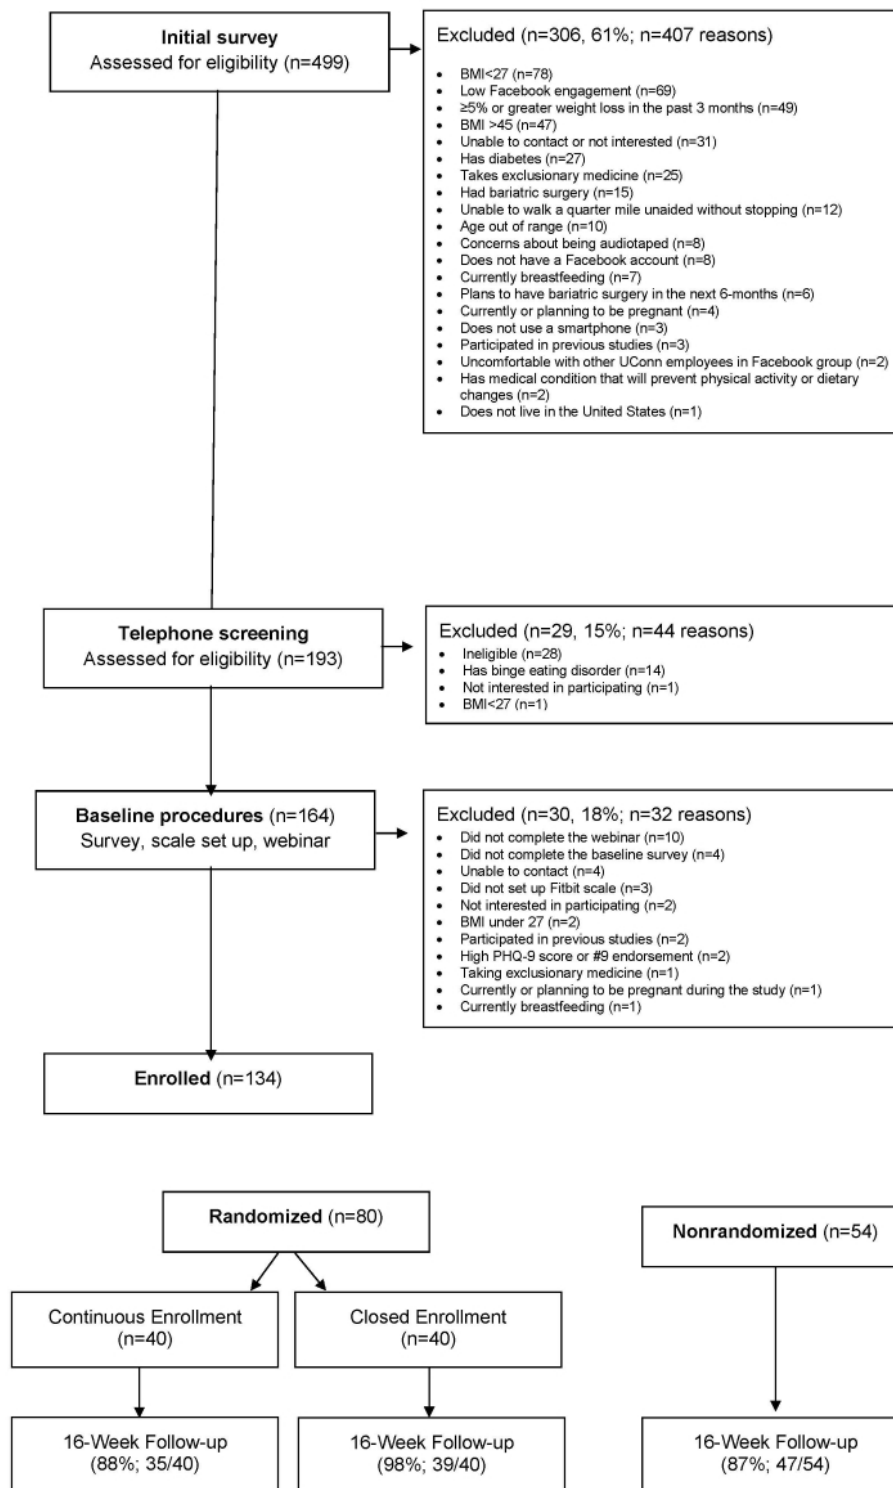 Initial survey
Assessed for eligibility (n=499)
Excluded (n=306, 61%; n=407 reasons)
• BMI<27 (n=78)
• Low Facebook engagement (n=69)
• ≥5% or greater weight loss in the past 3 months (n=49)
• BMI >45 (n=47)
• Unable to contact or not interested (n=31)
• Has diabetes (n=27)
• Takes exclusionary medicine (n=25)
• Had bariatric surgery (n=15)
• Unable to walk a quarter mile unaided without stopping (n=12)
• Age out of range (n=10)
• Concerns about being audiotaped (n=8)
• Does not have a Facebook account (n=8)
• Currently breastfeeding (n=7)
• Plans to have bariatric surgery in the next 6-months (n=6)
• Currently or planning to be pregnant (n=4)
• Does not use a smartphone (n=3)
• Participated in previous studies (n=3)
• Uncomfortable with other UConn employees in Facebook group (n=2)
• Has medical condition that will prevent physical activity or dietary
changes (n=2)
• Does not live in the United States (n=1)
Telephone screening
Assessed for eligibility (n=193)
Excluded (n=29, 15%; n=44 reasons)
• Ineligible (n=28)
• Has binge eating disorder (n=14)
• Not interested in participating (n=1)
• BMI<27 (n=1)
Baseline procedures (n=164)
Survey, scale set up, webinar
Excluded (n=30, 18%; n=32 reasons)
• Did not complete the webinar (n=10)
• Did not complete the baseline survey (n=4)
• Unable to contact (n=4)
• Did not set up Fitbit scale (n=3)
• Not interested in participating (n=2)
• BMI under 27 (n=2)
• Participated in previous studies (n=2)
• High PHQ-9 score or #9 endorsement (n=2)
• Taking exclusionary medicine (n=1)
• Currently or planning to be pregnant during the study (n=1)
• Currently breastfeeding (n=1)
Enrolled (n=134)
Randomized (n=80)
Nonrandomized (n=54)
Continuous Enrollment
(n=40)
Closed Enrollment
(n=40)
16-Week Follow-up
(88%; 35/40)
16-Week Follow-up
(98%; 39/40)
16-Week Follow-up
(87%; 47/54)